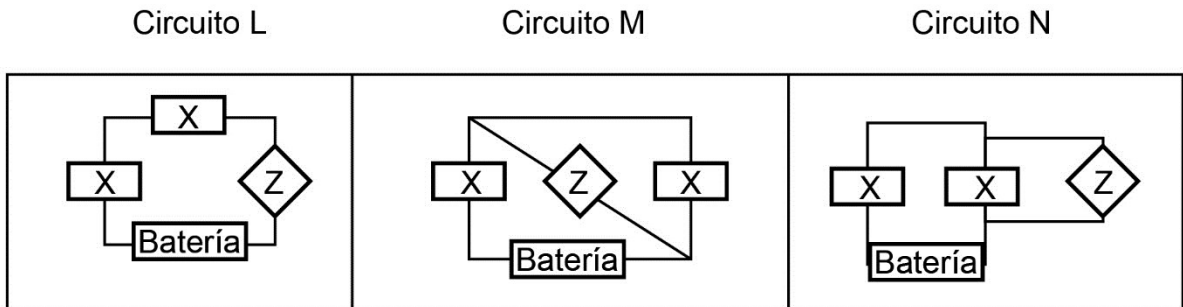 Circuito L
Circuito M
Circuito N
X
X
Z
Batería
X
Z
X
Batería
X
X
Z
Batería